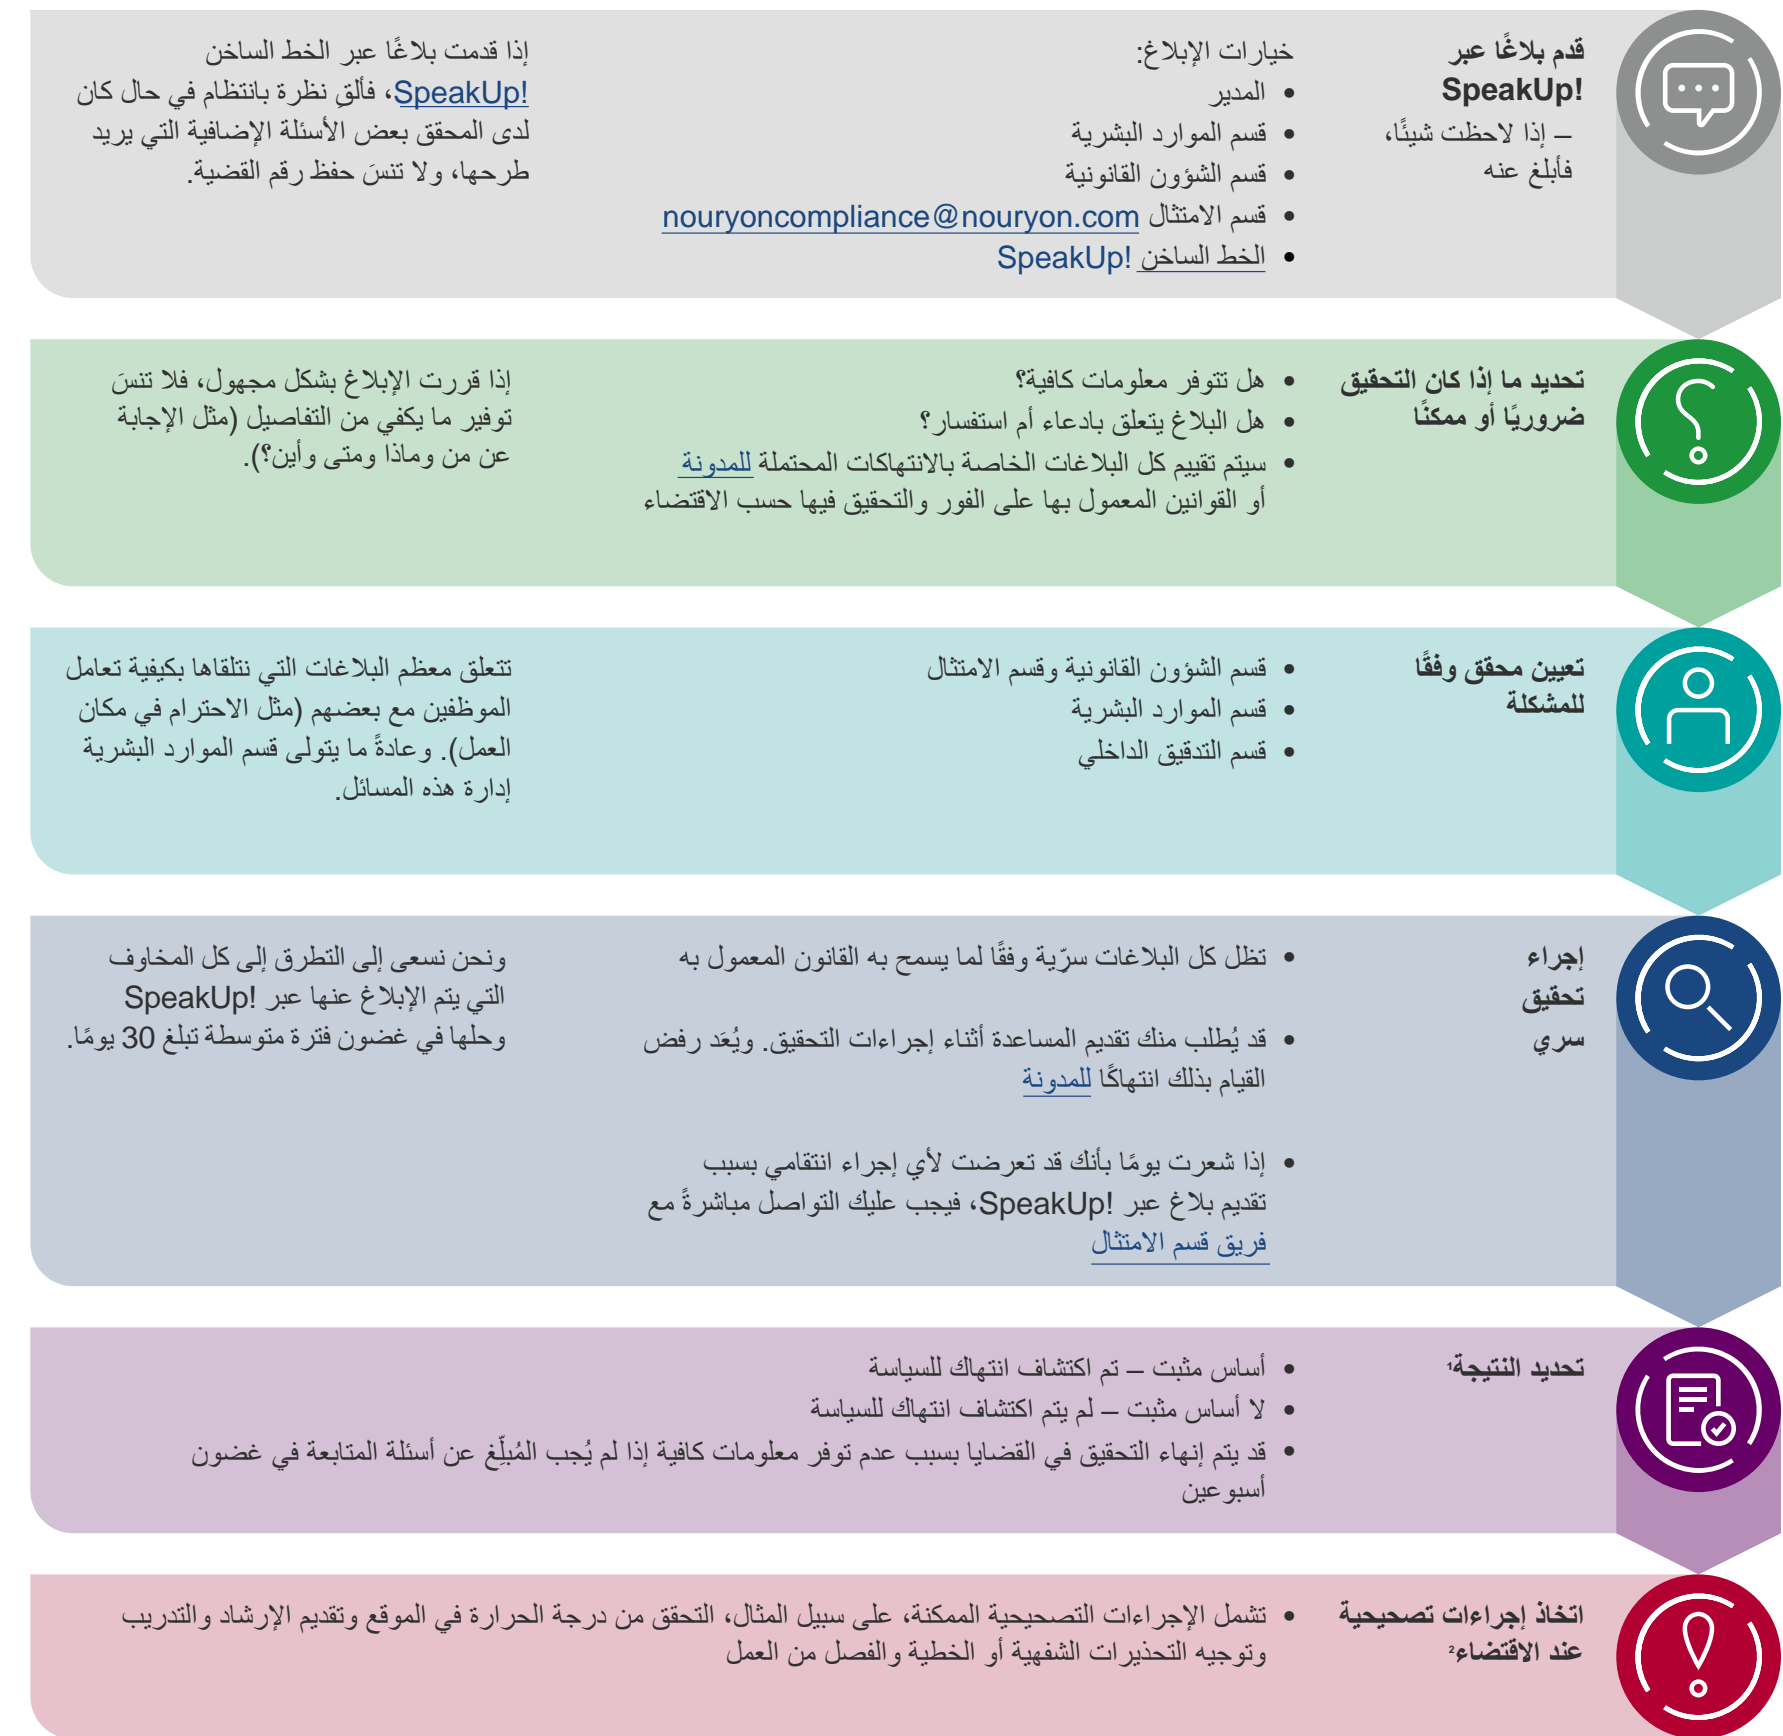 قدم بلاغًا عبر
SpeakUp!
– إذا لاحظت شيئًا،
فأبلغ عنه
خيارات الإبلاغ:
• المدير
• قسم الموارد البشرية
• قسم الشؤون القانونية
• قسم الامتثال nouryoncompliance@nouryon.com
• الخط الساخن SpeakUp!
إذا قدمت بلاغًا عبر الخط الساخن
SpeakUp!، فألقِ نظرة بانتظام في حال كان
لدى المحقق بعض الأسئلة الإضافية التي يريد
طرحها، ولا تنسَ حفظ رقم القضية.
تحديد ما إذا كان التحقيق
ضروريًا أو ممكنًا
• هل تتوفر معلومات كافية؟
• هل البلاغ يتعلق بادعاء أم استفسار؟
• سيتم تقييم كل البلاغات الخاصة بالانتهاكات المحتملة للمدونة
أو القوانين المعمول بها على الفور والتحقيق فيها حسب الاقتضاء
إذا قررت الإبلاغ بشكل مجهول، فلا تنسَ
توفير ما يكفي من التفاصيل (مثل الإجابة
عن من وماذا ومتى وأين؟).
تعيين محقق وفقًا
للمشكلة
• قسم الشؤون القانونية وقسم الامتثال
• قسم الموارد البشرية
• قسم التدقيق الداخلي
تتعلق معظم البلاغات التي نتلقاها بكيفية تعامل
الموظفين مع بعضهم (مثل الاحترام في مكان
العمل). وعادةً ما يتولى قسم الموارد البشرية
إدارة هذه المسائل.
إجراء
تحقيق
سري
• تظل كل البلاغات سرّية وفقًا لما يسمح به القانون المعمول به
• قد يُطلب منك تقديم المساعدة أثناء إجراءات التحقيق. ويُعَد رفض
القيام بذلك انتهاكًا للمدونة
• إذا شعرت يومًا بأنك قد تعرضت لأي إجراء انتقامي بسبب
تقديم بلاغ عبر SpeakUp!، فيجب عليك التواصل مباشرةً مع
فريق قسم الامتثال
ونحن نسعى إلى التطرق إلى كل المخاوف
التي يتم الإبلاغ عنها عبر SpeakUp!
وحلها في غضون فترة متوسطة تبلغ 30 يومًا.
تحديد النتيجة¹
• أساس مثبت – تم اكتشاف انتهاك للسياسة
• لا أساس مثبت – لم يتم اكتشاف انتهاك للسياسة
• قد يتم إنهاء التحقيق في القضايا بسبب عدم توفر معلومات كافية إذا لم يُجب المُبلِّغ عن أسئلة المتابعة في غضون
أسبوعين
اتخاذ إجراءات تصحيحية
عند الاقتضاء²
• تشمل الإجراءات التصحيحية الممكنة، على سبيل المثال، التحقق من درجة الحرارة في الموقع وتقديم الإرشاد والتدريب
وتوجيه التحذيرات الشفهية أو الخطية والفصل من العمل